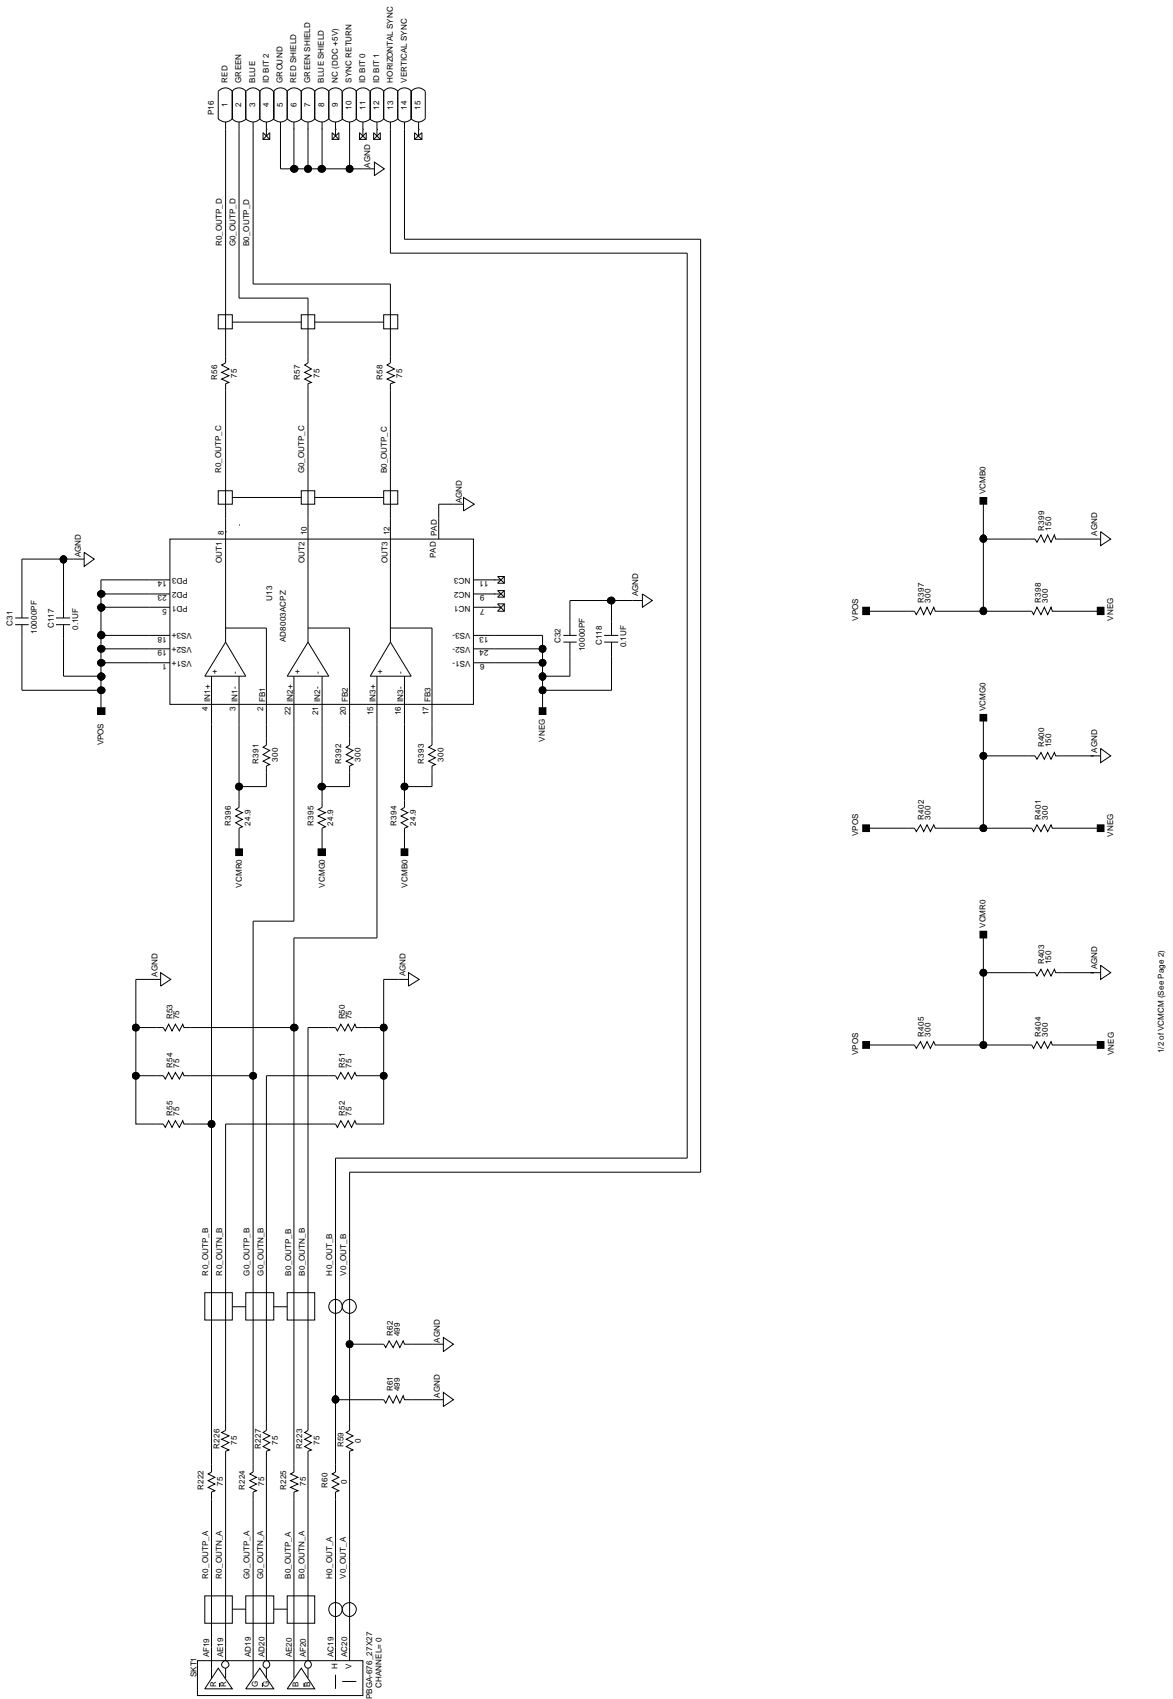 P16
1 RED
2 GREEN
3 BLUE
4 ID BIT 2
5 GROUND
6 RED SHIELD
7 GREEN SHIELD
8 BLUE SHIELD
9 NC (DDC +5V)
10 SYNC RETURN
11 ID BIT 0
12 ID BIT 1
13 HORIZONTAL SYNC
14 VERTICAL SYNC
15
AGND
R0_OUTP_D
G0_OUTP_D
B0_OUTP_D
R56
75
R57
75
R58
75
R0_OUTP_C
G0_OUTP_C
B0_OUTP_C
C31
10000PF
C117
0.1UF
AGND
VPOS
PD3 14
PD2 23
PD1 5
VS3+ 18
VS2+ 19
VS1+ 1
OUT1 8
OUT2 10
OUT3 12
PAD PAD
AGND
U13
AD8003ACPZ
NC3 11
NC2 9
NC1 7
VS3- 13
VS2- 24
VS1- 6
+
-
+
-
+
-
4 IN1+
3 IN1-
2 FB1
22 IN2+
21 IN2-
20 FB2
15 IN3+
16 IN3-
17 FB3
C32
10000PF
C118
0.1UF
AGND
VNEG
R391
300
R392
300
R393
300
R396
24.9
R395
24.9
R394
24.9
VCMR0
VCMG0
VCMB0
AGND
R53
75
R54
75
R55
75
AGND
R50
75
R51
75
R52
75
R0_OUTP_B
R0_OUTN_B
G0_OUTP_B
G0_OUTN_B
B0_OUTP_B
B0_OUTN_B
H0_OUT_B
V0_OUT_B
R62
499
AGND
R61
499
AGND
R222
75
R226
75
R224
75
R227
75
R225
75
R223
75
R60
0
R59
0
R0_OUTP_A
R0_OUTN_A
G0_OUTP_A
G0_OUTN_A
B0_OUTP_A
B0_OUTN_A
H0_OUT_A
V0_OUT_A
SKT1
AF19
AE19
AD19
AD20
AE20
AF20
AC19
AC20
R
R
G
G
B
B
H
V
PBGA-676_27X27
CHANNEL= 0
VPOS
R397
300
VCMB0
R399
150
AGND
R398
300
VNEG
VPOS
R402
300
VCMG0
R400
150
AGND
R401
300
VNEG
VPOS
R405
300
VCMR0
R403
150
AGND
R404
300
VNEG
1/2 of VCMCM (See Page 2)